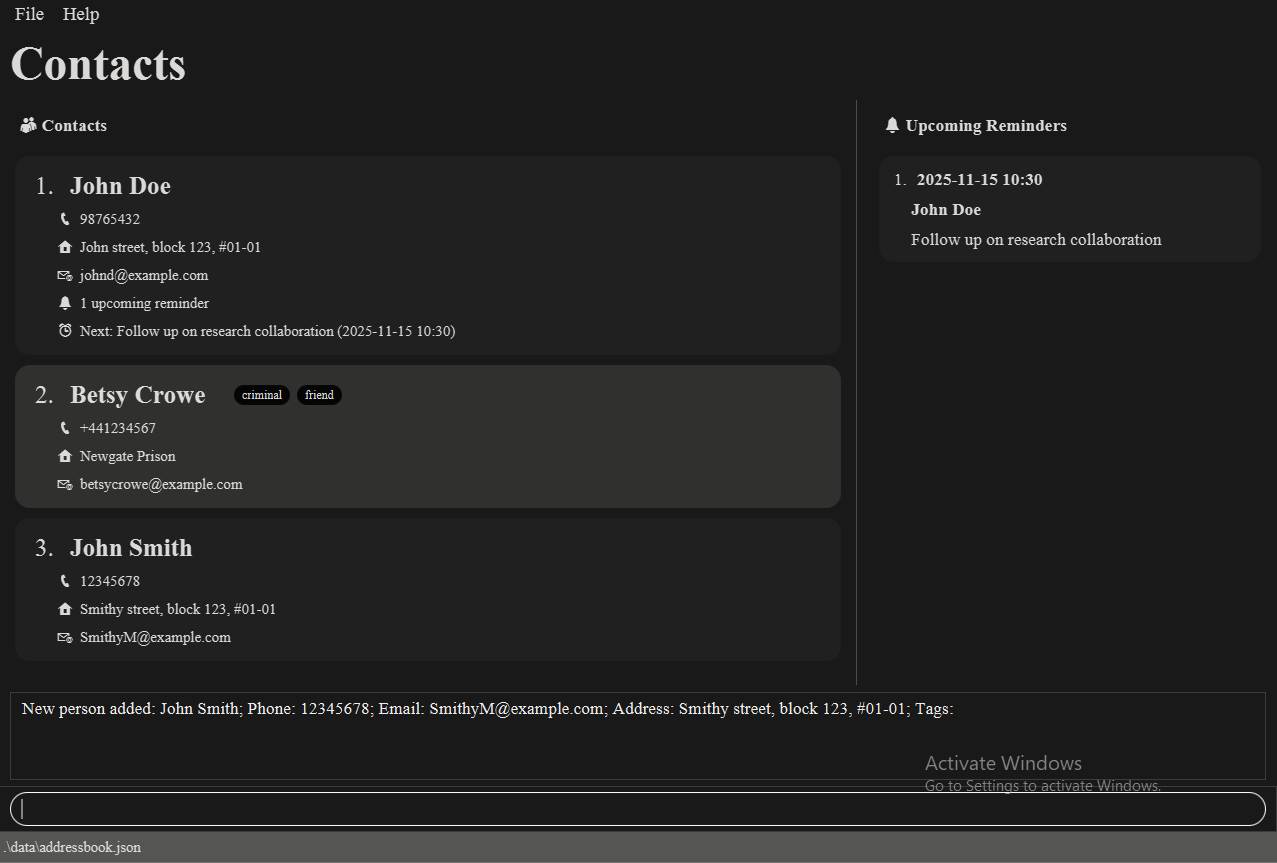 File Help
Contacts
Contacts
1. John Doe
98765432
John street, block 123, #01-01
johnd@example.com
1 upcoming reminder
Next: Follow up on research collaboration (2025-11-15 10:30)
2. Betsy Crowe criminal friend
+441234567
Newgate Prison
betsycrowe@example.com
3. John Smith
12345678
Smithy street, block 123, #01-01
SmithyM@example.com
Upcoming Reminders
1. 2025-11-15 10:30
John Doe
Follow up on research collaboration
New person added: John Smith; Phone: 12345678; Email: SmithyM@example.com; Address: Smithy street, block 123, #01-01; Tags:
Activate Windows
Go to Settings to activate Windows.
.\data\addressbook.json